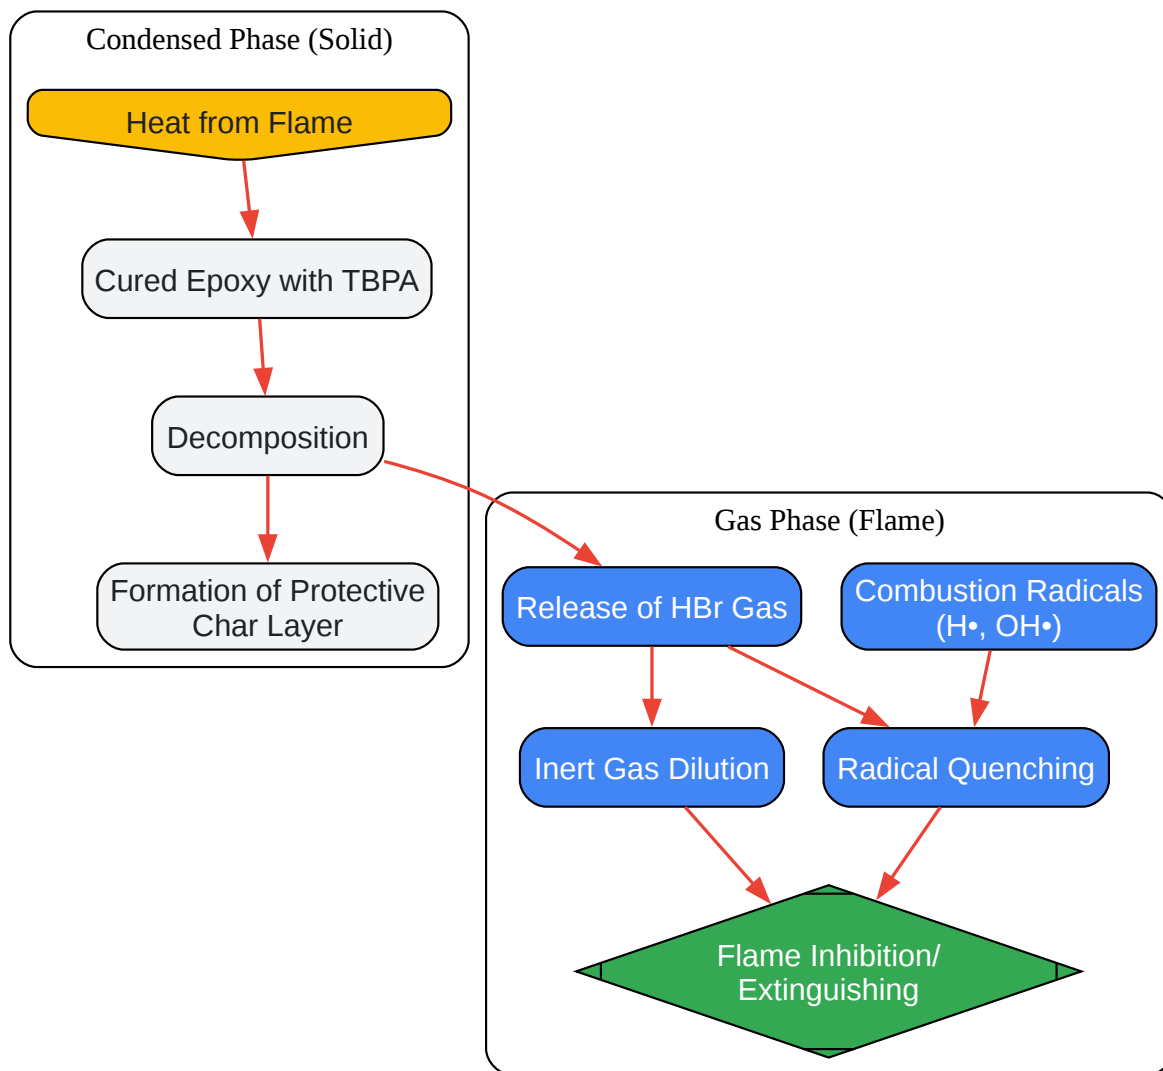 Condensed Phase (Solid)
Heat from Flame
Cured Epoxy with TBPA
Decomposition
Formation of Protective
Char Layer
Gas Phase (Flame)
Release of HBr Gas
Combustion Radicals
(H•, OH•)
Inert Gas Dilution
Radical Quenching
Flame Inhibition/
Extinguishing